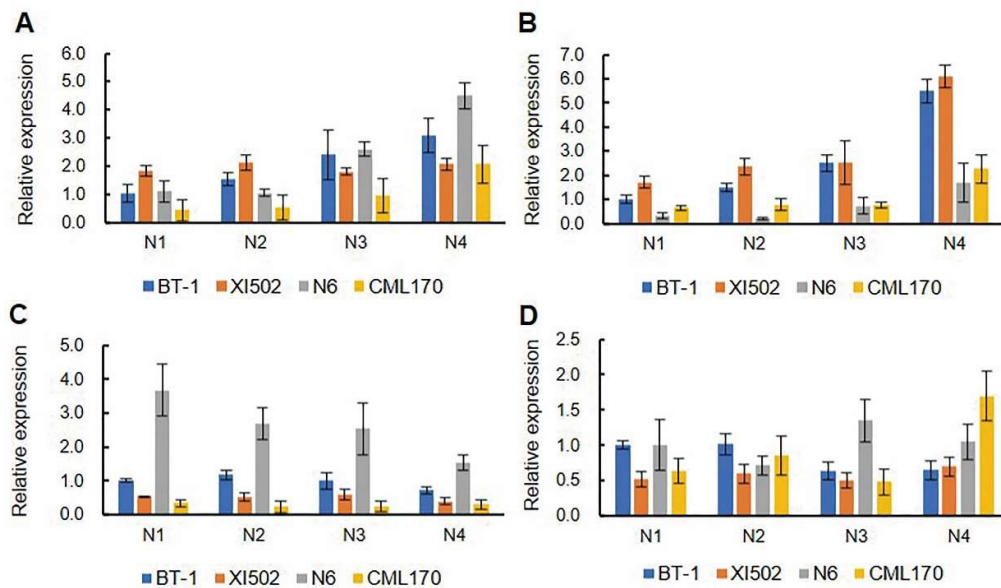 A
Relative expression
6.0
5.0
4.0
3.0
2.0
1.0
0.0
N1 N2 N3 N4
BT-1 XI502 N6 CML170
B
Relative expression
7.0
6.0
5.0
4.0
3.0
2.0
1.0
0.0
N1 N2 N3 N4
BT-1 XI502 N6 CML170
C
Relative expression
5.0
4.0
3.0
2.0
1.0
0.0
N1 N2 N3 N4
BT-1 XI502 N6 CML170
D
Relative expression
2.5
2.0
1.5
1.0
0.5
0.0
N1 N2 N3 N4
BT-1 XI502 N6 CML170